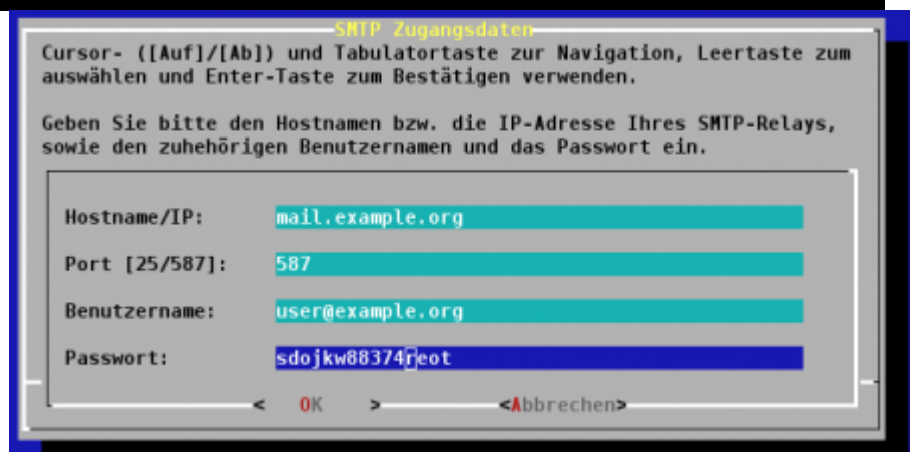 SMTP Zugangsdaten
Cursor- ([Auf]/[Ab]) und Tabulatortaste zur Navigation, Leertaste zum
auswählen und Enter-Taste zum Bestätigen verwenden.
Geben Sie bitte den Hostnamen bzw. die IP-Adresse Ihres SMTP-Relays,
sowie den zuhehörigen Benutzernamen und das Passwort ein.
Hostname/IP: mail.example.org
Port [25/587]: 587
Benutzername: user@example.org
Passwort: sdojkw88374reot
< OK > <Abbrechen>